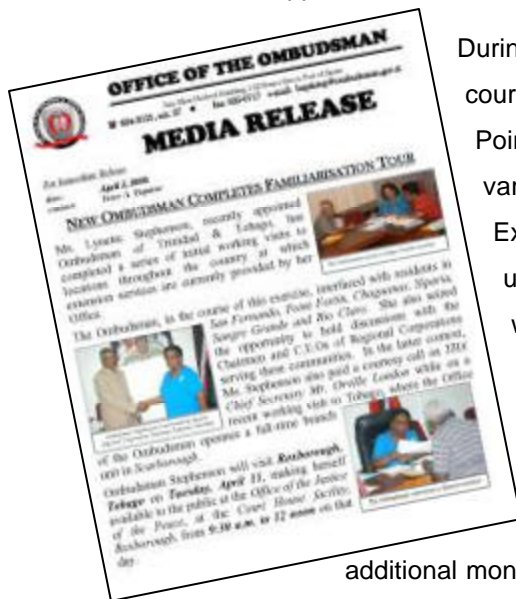 OFFICE OF THE OMBUDSMAN
MEDIA RELEASE
For Immediate Release
April 2, 
NEW OMBUDSMAN COMPLETES FAMILIARISATION TOUR
Ms. Lynette Stephenson, recently appointed
Ombudsman of Trinidad & Tobago, has
completed a series of initial working visits to
locations throughout the country at which
extension services are currently provided by her
Office.
The Ombudsman, in the course of this exercise, interfaced with residents in
San Fernando, Point Fortin, Chaguanas, Siparia,
Sangre Grande and Rio Claro. She also seized
the opportunity to hold discussions with the
Chairmen and C.E.Os of Regional Corporations
serving these communities. In the latter context,
Ms. Stephenson also paid a courtesy call on THA
Chief Secretary Mr. Orville London while on a
recent working visit to Tobago, where the Office
of the Ombudsman operates a full-time branch
unit in Scarborough.
Ombudsman Stephenson will visit Roxborough,
Tobago on Tuesday, April 11, making herself
available to the public at the Office of the Justice
of the Peace, at the Court House facility,
Roxborough, from 9:30 a.m. to 12 noon on that
day.
Durin
cour
Poin
van
Ex
u
additional mon